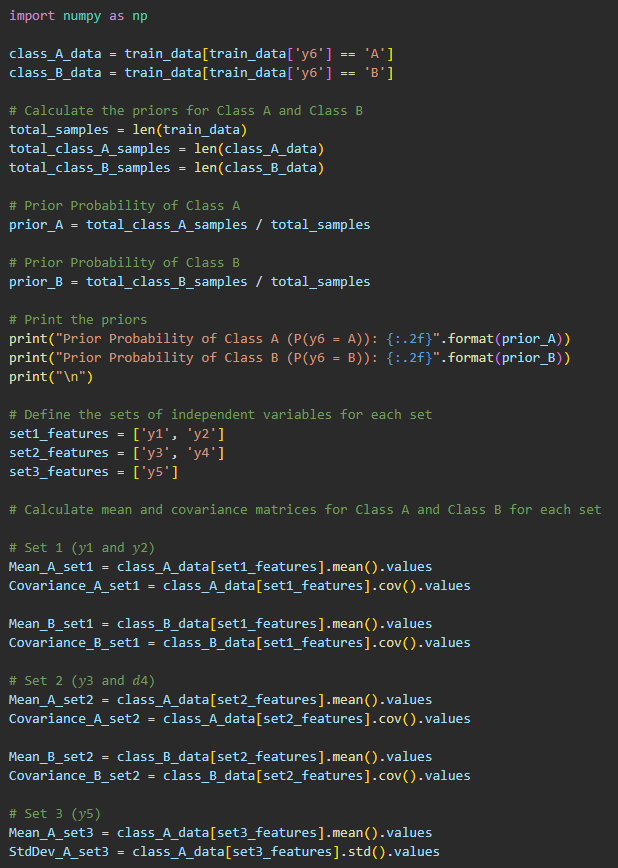 import numpy as np
class_A_data = train_data[train_data['y6'] == 'A']
class_B_data = train_data[train_data['y6'] == 'B']
# Calculate the priors for Class A and Class B
total_samples = len(train_data)
total_class_A_samples = len(class_A_data)
total_class_B_samples = len(class_B_data)
# Prior Probability of Class A
prior_A = total_class_A_samples / total_samples
# Prior Probability of Class B
prior_B = total_class_B_samples / total_samples
# Print the priors
print("Prior Probability of Class A (P(y6 = A)): {:.2f}".format(prior_A))
print("Prior Probability of Class B (P(y6 = B)): {:.2f}".format(prior_B))
print("\n")
# Define the sets of independent variables for each set
set1_features = ['y1', 'y2']
set2_features = ['y3', 'y4']
set3_features = ['y5']
# Calculate mean and covariance matrices for Class A and Class B for each set
# Set 1 (𝑦1 and 𝑦2)
Mean_A_set1 = class_A_data[set1_features].mean().values
Covariance_A_set1 = class_A_data[set1_features].cov().values
Mean_B_set1 = class_B_data[set1_features].mean().values
Covariance_B_set1 = class_B_data[set1_features].cov().values
# Set 2 (𝑦3 and 𝑑4)
Mean_A_set2 = class_A_data[set2_features].mean().values
Covariance_A_set2 = class_A_data[set2_features].cov().values
Mean_B_set2 = class_B_data[set2_features].mean().values
Covariance_B_set2 = class_B_data[set2_features].cov().values
# Set 3 (𝑦5)
Mean_A_set3 = class_A_data[set3_features].mean().values
StdDev_A_set3 = class_A_data[set3_features].std().values